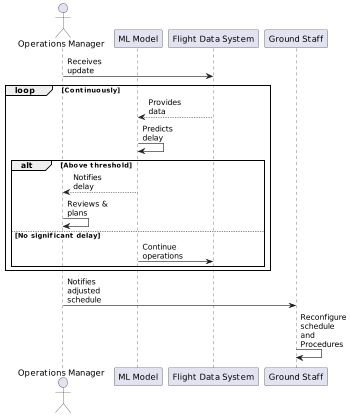 Operations Manager
ML Model
Flight Data System
Ground Staff
Receives
update
loop
[Continuously]
Provides
data
Predicts
delay
alt
[Above threshold]
Notifies
delay
Reviews &
plans
[No significant delay]
Continue
operations
Notifies
adjusted
schedule
Reconfigure
schedule
and
Procedures
Operations Manager
ML Model
Flight Data System
Ground Staff